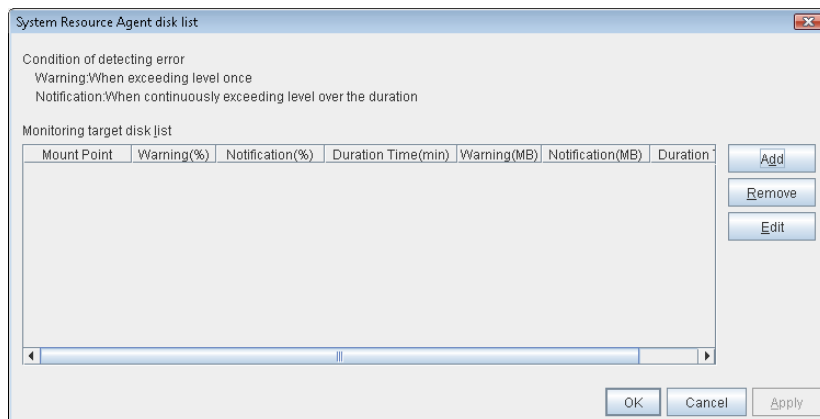 System Resource Agent disk list
Condition of detecting error
Warning:When exceeding level once
Notification:When continuously exceeding level over the duration
Monitoring target disk list
Mount Point Warning(%) Notification(%) Duration Time(min) Warning(MB) Notification(MB) Duration
Add
Remove
Edit
OK Cancel Apply